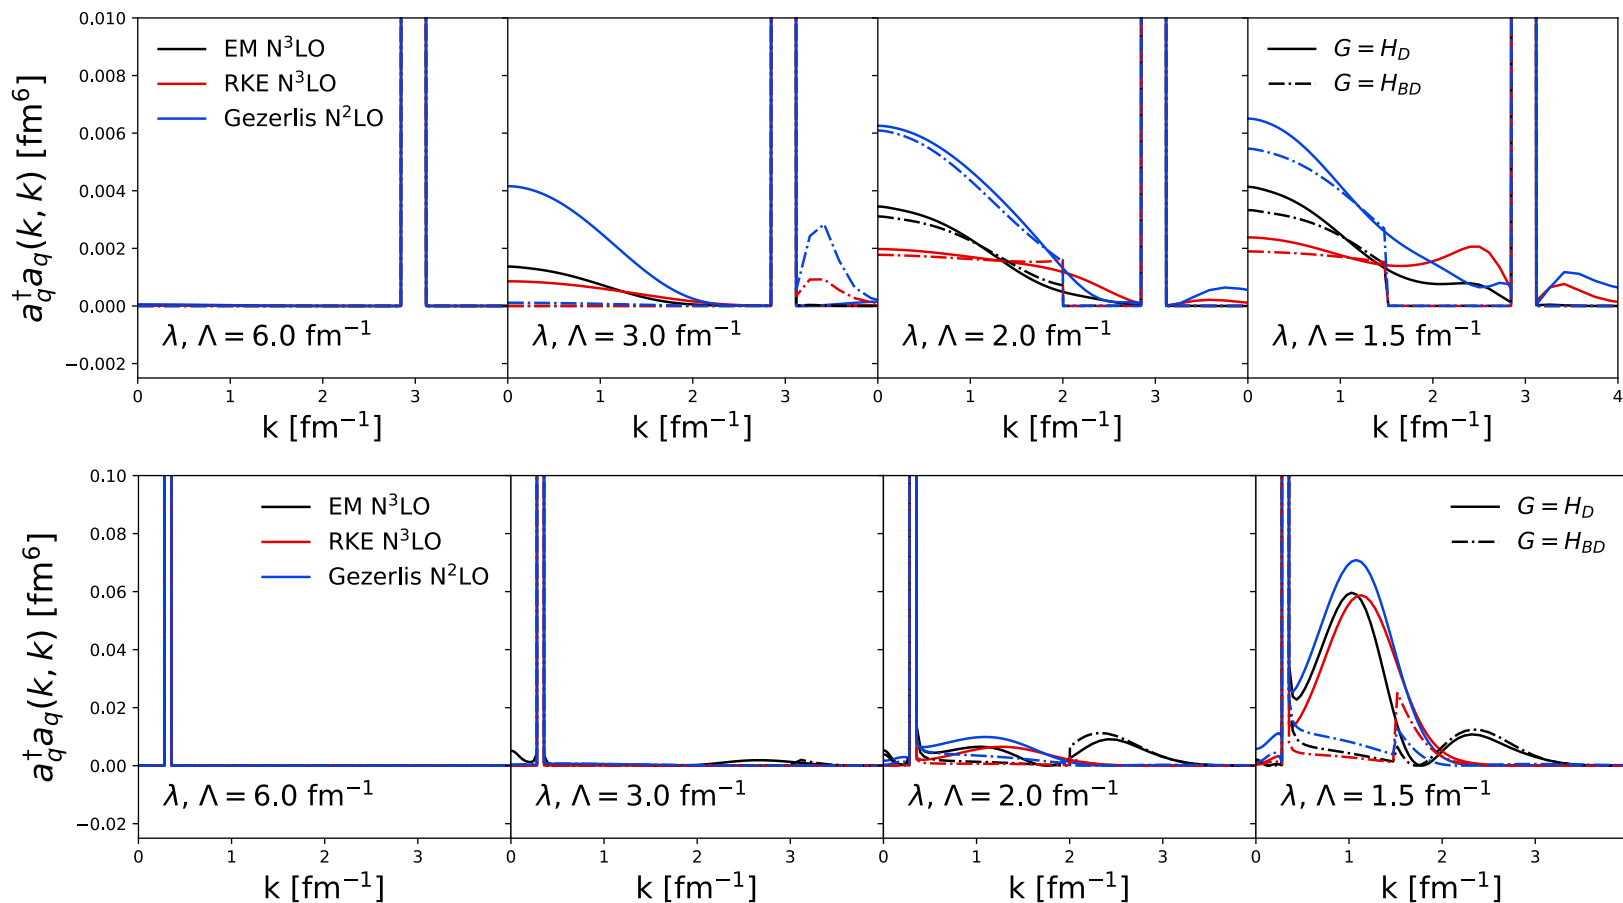 0.010
0.008
0.006
0.004
0.002
0.000
−0.002
a†qaq(k, k) [fm⁶]
EM N³LO
RKE N³LO
Gezerlis N²LO
G = H_D
G = H_BD
λ, Λ = 6.0 fm⁻¹
λ, Λ = 3.0 fm⁻¹
λ, Λ = 2.0 fm⁻¹
λ, Λ = 1.5 fm⁻¹
0 1 2 3 0 1 2 3 0 1 2 3 0 1 2 3 4
k [fm⁻¹]
k [fm⁻¹]
k [fm⁻¹]
k [fm⁻¹]
0.10
0.08
0.06
0.04
0.02
0.00
−0.02
a†qaq(k, k) [fm⁶]
EM N³LO
RKE N³LO
Gezerlis N²LO
G = H_D
G = H_BD
λ, Λ = 6.0 fm⁻¹
λ, Λ = 3.0 fm⁻¹
λ, Λ = 2.0 fm⁻¹
λ, Λ = 1.5 fm⁻¹
0 1 2 3 0 1 2 3 0 1 2 3 0 1 2 3
k [fm⁻¹]
k [fm⁻¹]
k [fm⁻¹]
k [fm⁻¹]